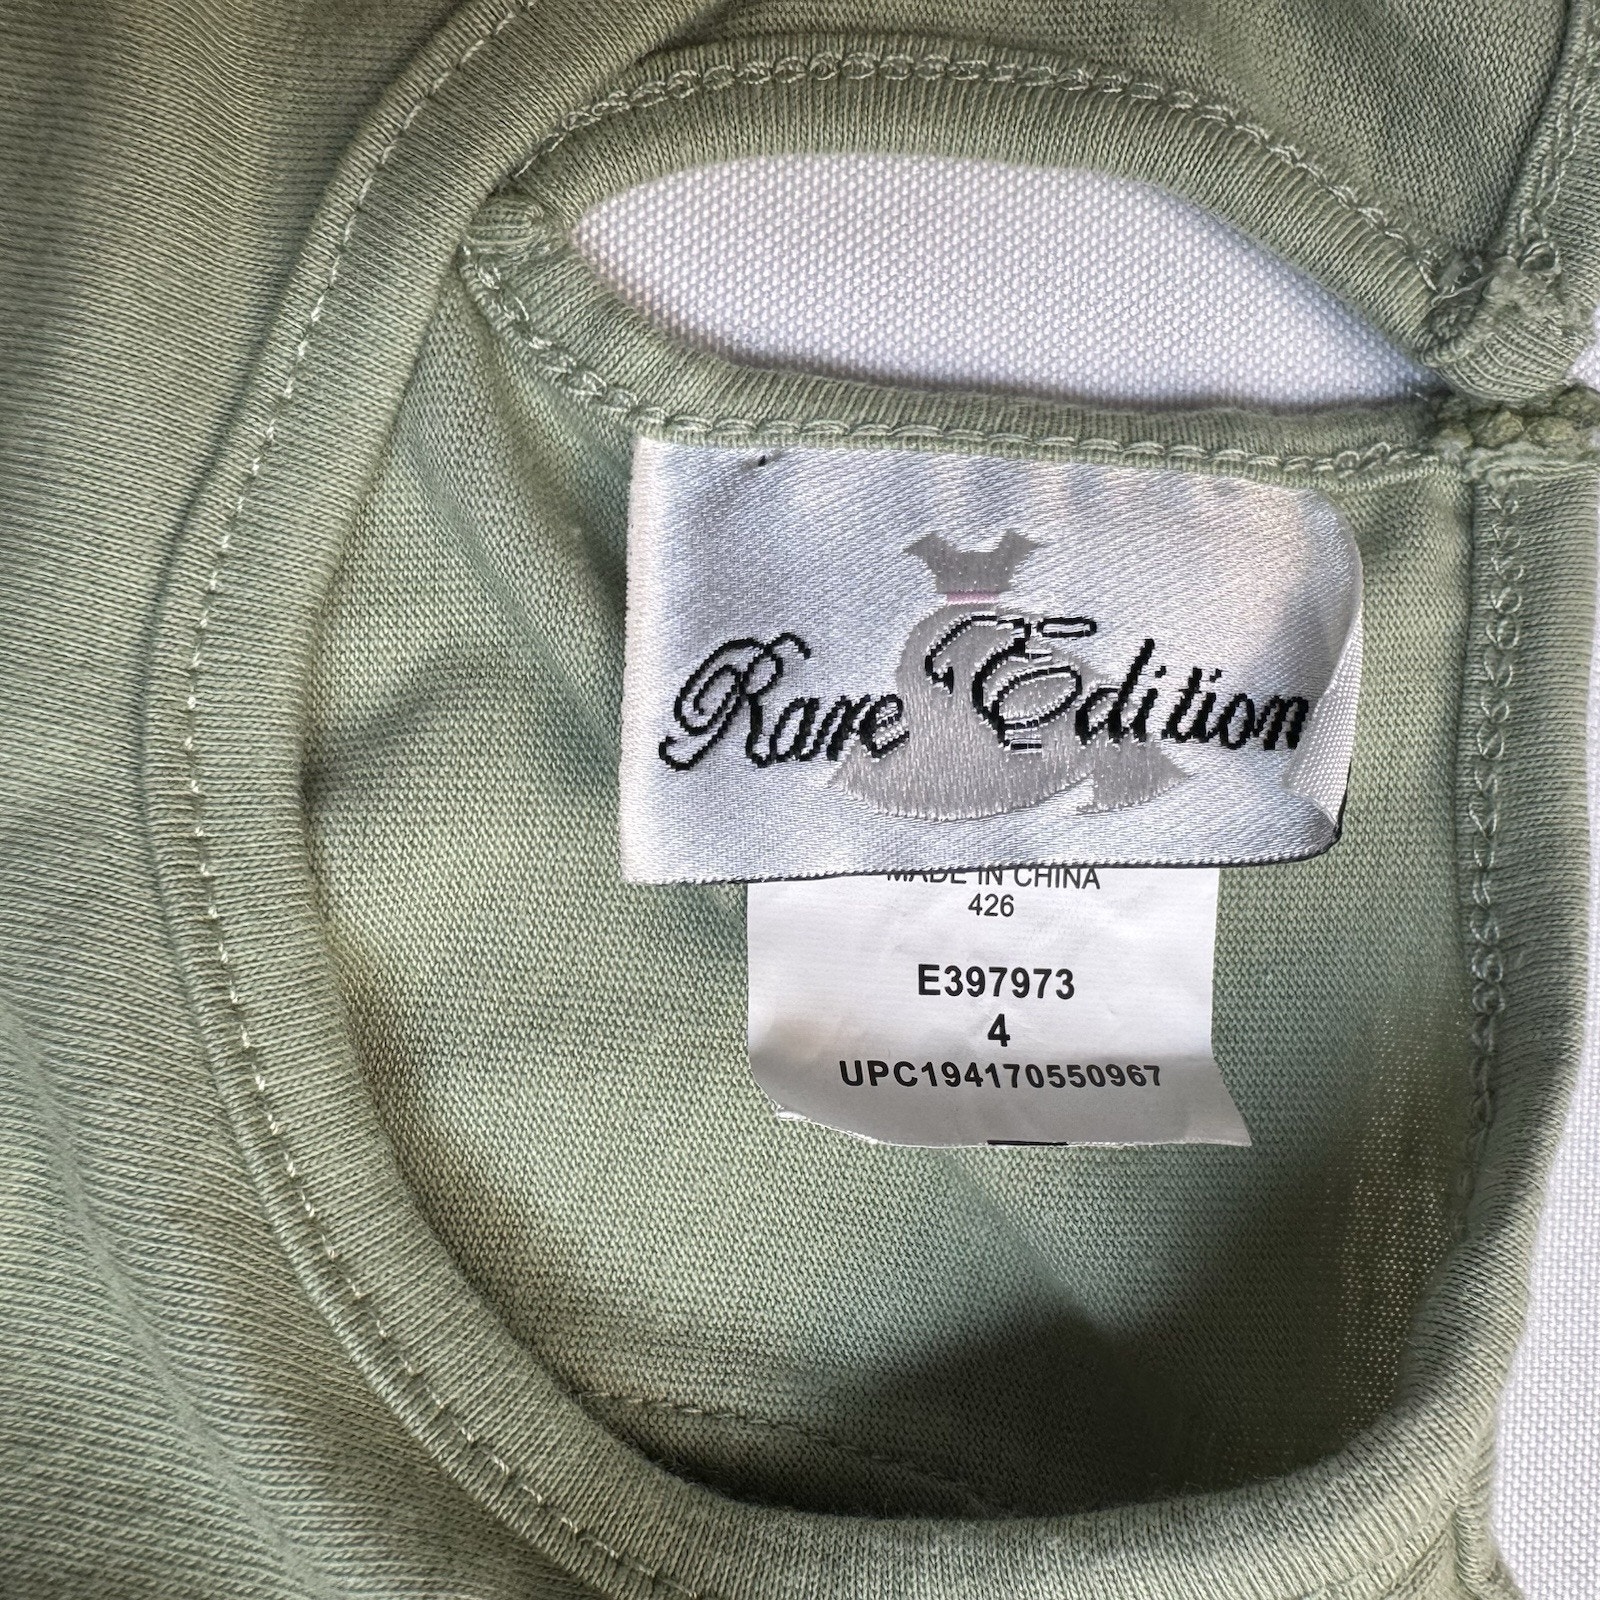 Rare Edition
MADE IN CHINA
426
E397973
4
UPC194170550967